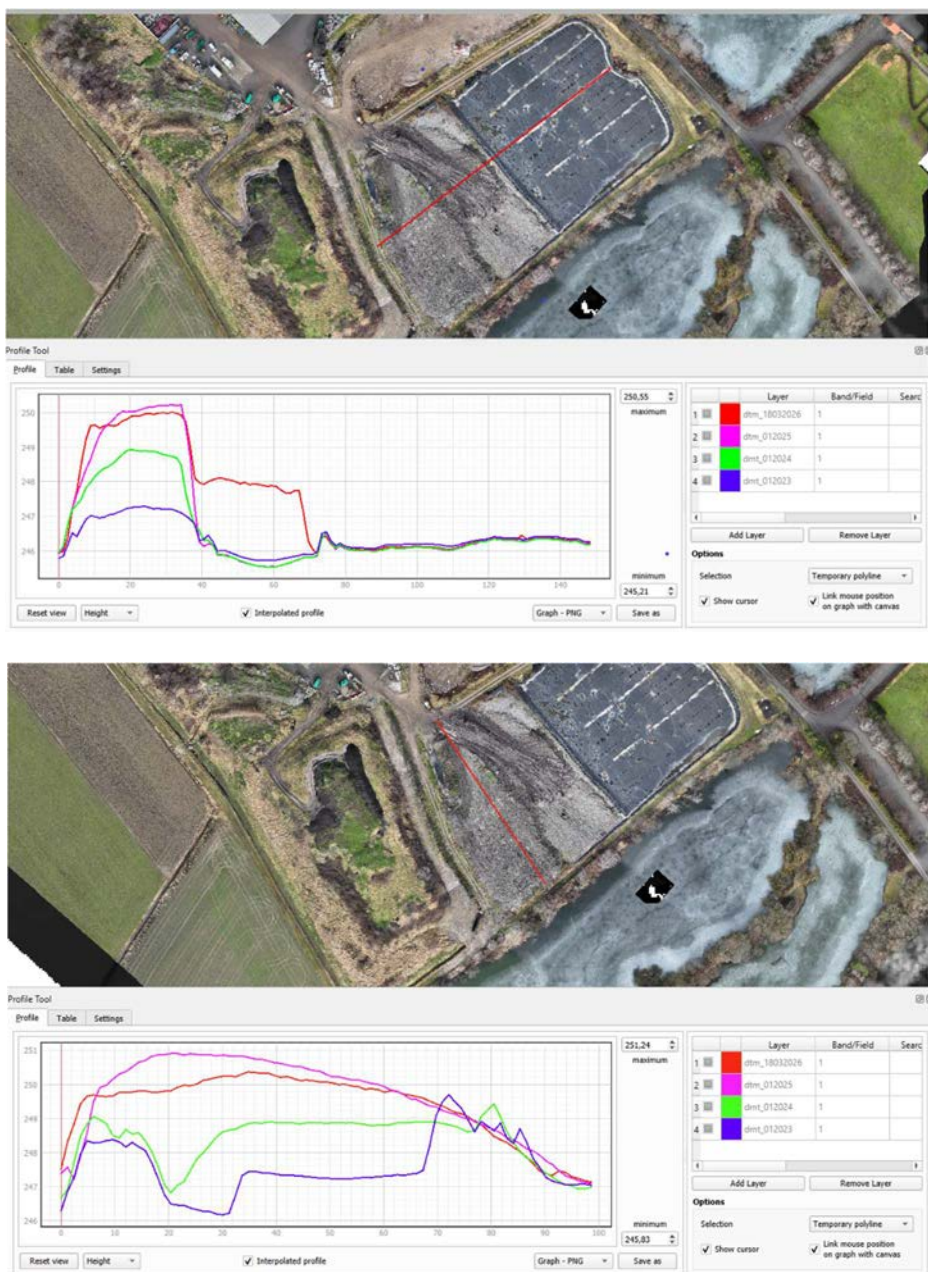 Profile Tool
Profile Table Settings
250
249
248
247
246
0 20 40 60 80 100 120 140
250,55
maximum
minimum
245,21
Layer Band/Field Searc
1 dtm_18032026 1
2 dtm_012025 1
3 dmt_012024 1
4 dmt_012023 1
Add Layer Remove Layer
Options
Selection Temporary polyline
Show cursor Link mouse position
on graph with canvas
Reset view Height Interpolated profile Graph - PNG Save as
Profile Tool
Profile Table Settings
251
250
249
248
247
246
0 10 20 30 40 50 60 70 80 90 100
251,24
maximum
minimum
245,83
Layer Band/Field Searc
1 dtm_18032026 1
2 dtm_012025 1
3 dmt_012024 1
4 dmt_012023 1
Add Layer Remove Layer
Options
Selection Temporary polyline
Show cursor Link mouse position
on graph with canvas
Reset view Height Interpolated profile Graph - PNG Save as